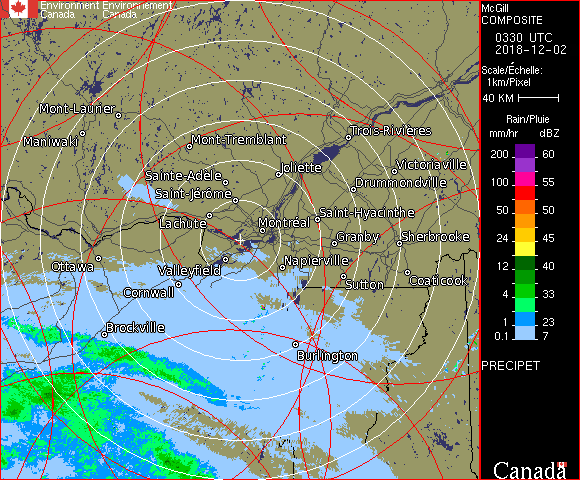 Environment Environnement
Canada Canada
McGill
COMPOSITE
0330 UTC
2018-12-02
Scale/Échelle:
1km/Pixel
40 KM
Rain/Pluie
mm/hr dBZ
200 60
100 55
50 50
24 45
12 40
4 33
1 23
0.1 7
PRECIPET
Mont-Laurier
Maniwaki
Mont-Tremblant
Trois-Rivières
Joliette
Victoriaville
Sainte-Adèle
Drummondville
Saint-Jérôme
Saint-Hyacinthe
Lachute
Montréal
Granby
Sherbrooke
Ottawa
Valleyfield
Napierville
Cornwall
Sutton
Coaticook
Brockville
Burlington
Canada